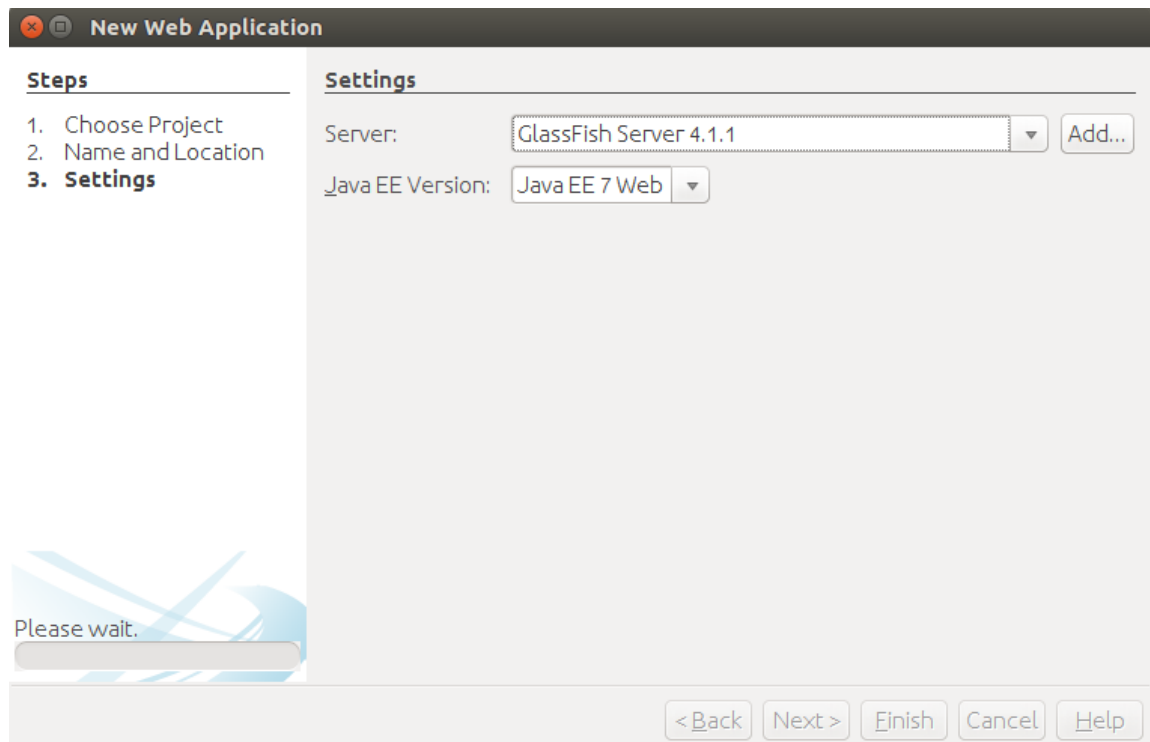 New Web Application
Steps
1. Choose Project
2. Name and Location
3. Settings
Please wait.
Settings
Server: GlassFish Server 4.1.1 Add...
Java EE Version: Java EE 7 Web
< Back Next > Finish Cancel Help